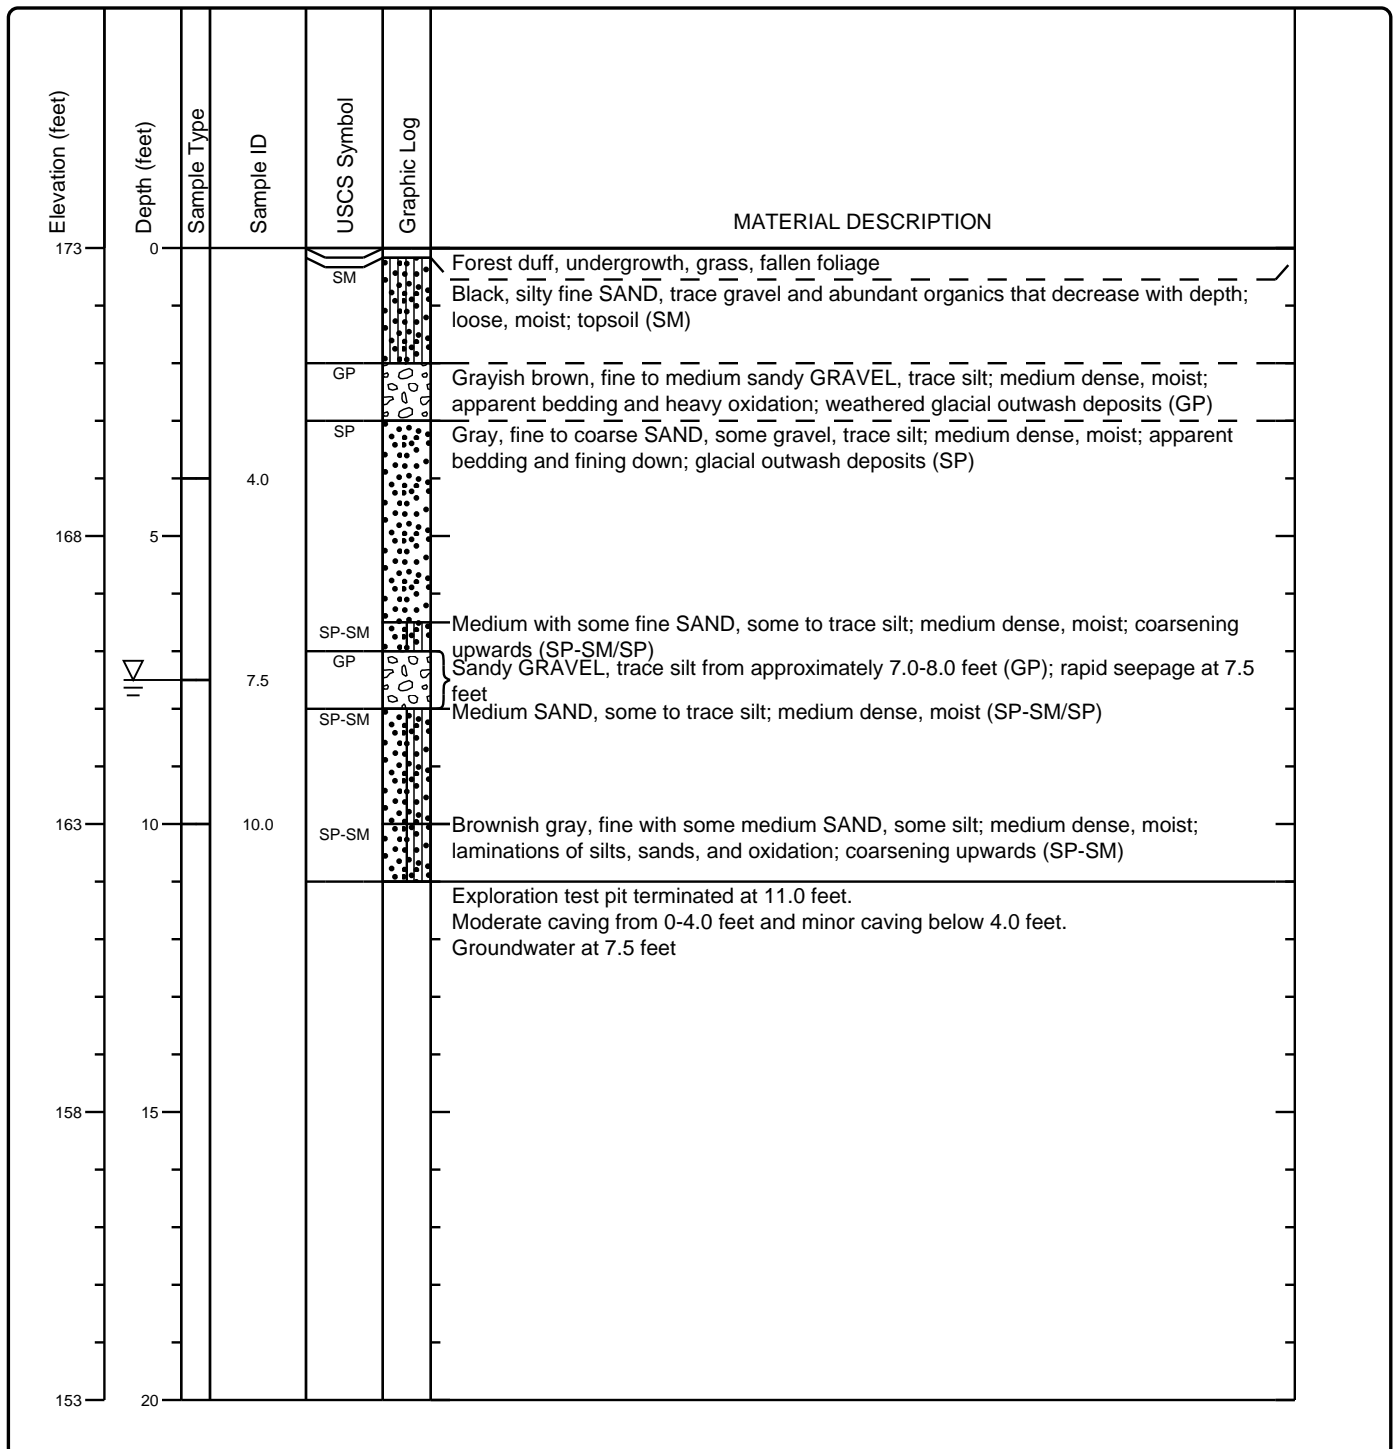 Elevation (feet)
Depth (feet)
Sample Type
Sample ID
USCS Symbol
Graphic Log
MATERIAL DESCRIPTION
173
0
Forest duff, undergrowth, grass, fallen foliage
SM
Black, silty fine SAND, trace gravel and abundant organics that decrease with depth;
loose, moist; topsoil (SM)
GP
Grayish brown, fine to medium sandy GRAVEL, trace silt; medium dense, moist;
apparent bedding and heavy oxidation; weathered glacial outwash deposits (GP)
SP
Gray, fine to coarse SAND, some gravel, trace silt; medium dense, moist; apparent
bedding and fining down; glacial outwash deposits (SP)
4.0
168
5
SP-SM
Medium with some fine SAND, some to trace silt; medium dense, moist; coarsening
upwards (SP-SM/SP)
GP
Sandy GRAVEL, trace silt from approximately 7.0-8.0 feet (GP); rapid seepage at 7.5
feet
7.5
SP-SM
Medium SAND, some to trace silt; medium dense, moist (SP-SM/SP)
163
10
10.0
SP-SM
Brownish gray, fine with some medium SAND, some silt; medium dense, moist;
laminations of silts, sands, and oxidation; coarsening upwards (SP-SM)
Exploration test pit terminated at 11.0 feet.
Moderate caving from 0-4.0 feet and minor caving below 4.0 feet.
Groundwater at 7.5 feet
158
15
153
20